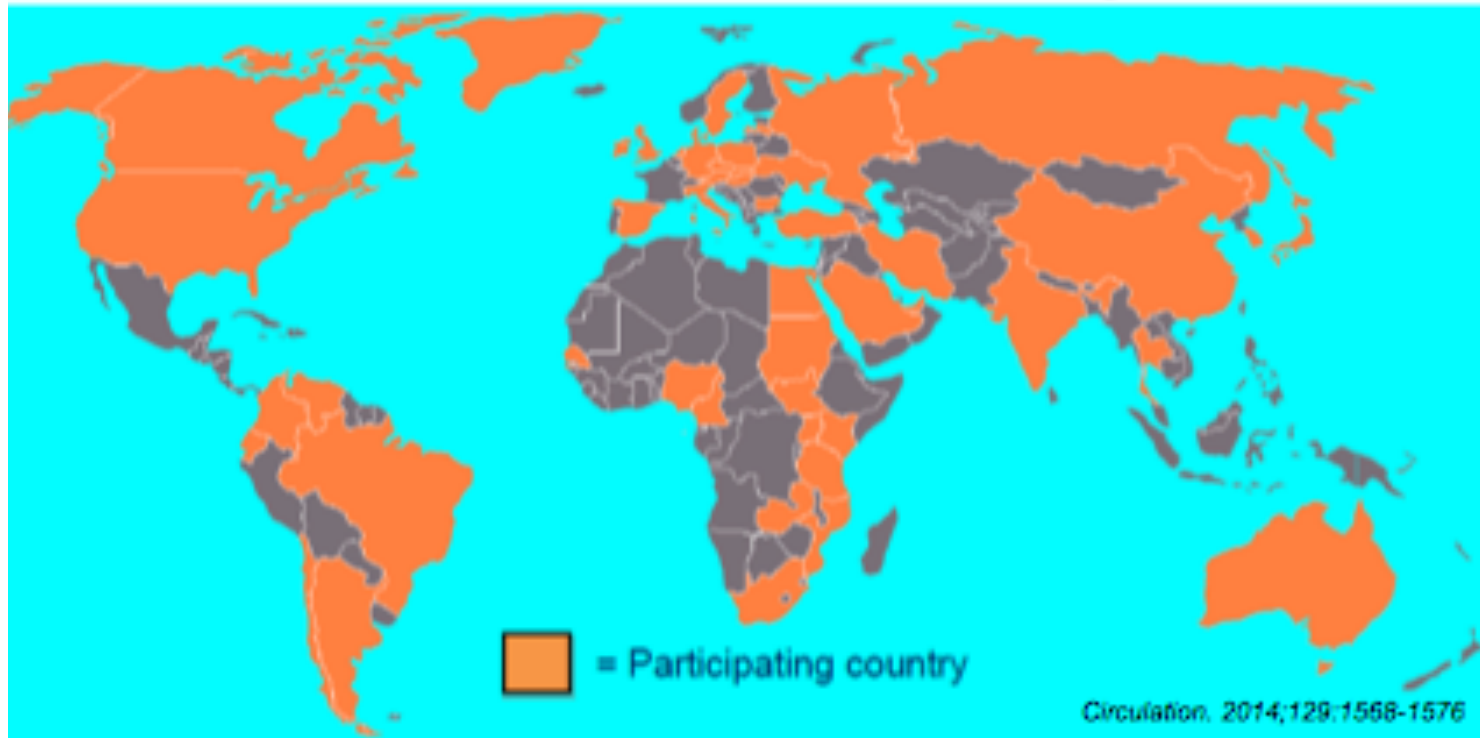 = Participating country
Circulation. 2014;129:1568-1576